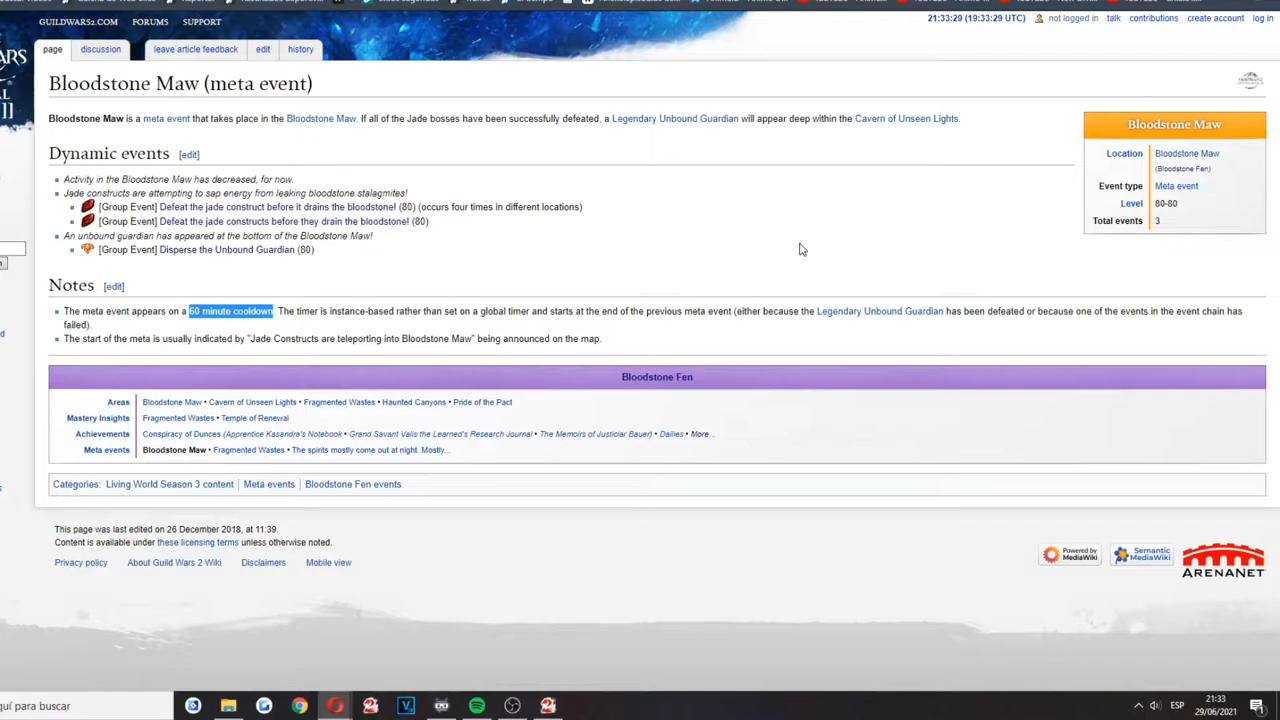 GUILDWARS2.COM FORUMS SUPPORT
21:33:29 (19:33:29 UTC) not logged in talk contributions create account log in
page discussion leave article feedback edit history
Bloodstone Maw (meta event)
Bloodstone Maw is a meta event that takes place in the Bloodstone Maw. If all of the Jade bosses have been successfully defeated, a Legendary Unbound Guardian will appear deep within the Cavern of Unseen Lights.
Bloodstone Maw
Location Bloodstone Maw
(Bloodstone Fen)
Event type Meta event
Level 80-80
Total events 3
Dynamic events [edit]
Activity in the Bloodstone Maw has decreased, for now.
Jade constructs are attempting to sap energy from leaking bloodstone stalagmites!
[Group Event] Defeat the jade construct before it drains the bloodstone! (80) (occurs four times in different locations)
[Group Event] Defeat the jade constructs before they drain the bloodstone! (80)
An unbound guardian has appeared at the bottom of the Bloodstone Maw!
[Group Event] Disperse the Unbound Guardian (80)
Notes [edit]
The meta event appears on a 60 minute cooldown. The timer is instance-based rather than set on a global timer and starts at the end of the previous meta event (either because the Legendary Unbound Guardian has been defeated or because one of the events in the event chain has
failed).
The start of the meta is usually indicated by "Jade Constructs are teleporting into Bloodstone Maw" being announced on the map.
Bloodstone Fen
Areas Bloodstone Maw • Cavern of Unseen Lights • Fragmented Wastes • Haunted Canyons • Pride of the Pact
Mastery Insights Fragmented Wastes • Temple of Renewal
Achievements Conspiracy of Dunces (Apprentice Kasandra's Notebook • Grand Savant Valis the Learned's Research Journal • The Memoirs of Justiciar Bauer) • Dailies • More...
Meta events Bloodstone Maw • Fragmented Wastes • The spirits mostly come out at night. Mostly...
Categories: Living World Season 3 content Meta events Bloodstone Fen events
This page was last edited on 26 December 2018, at 11:39.
Content is available under these licensing terms unless otherwise noted.
Privacy policy About Guild Wars 2 Wiki Disclaimers Mobile view
Powered by
MediaWiki
Semantic
MediaWiki
ARENANET
quí para buscar
ESP
21:33
29/06/2021